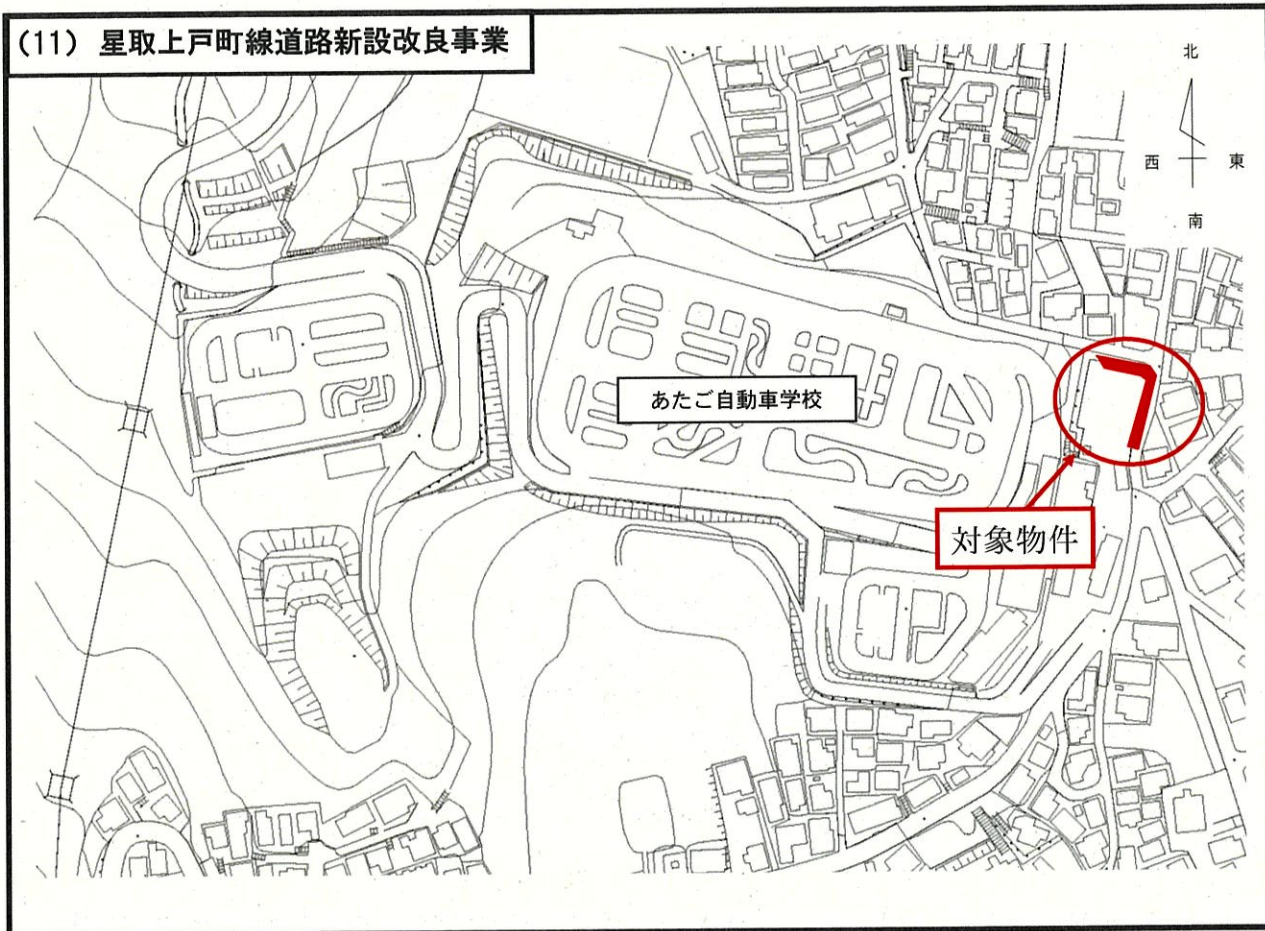 (11) 星取上戸町線道路新設改良事業
北
西
東
南
あたご自動車学校
対象物件